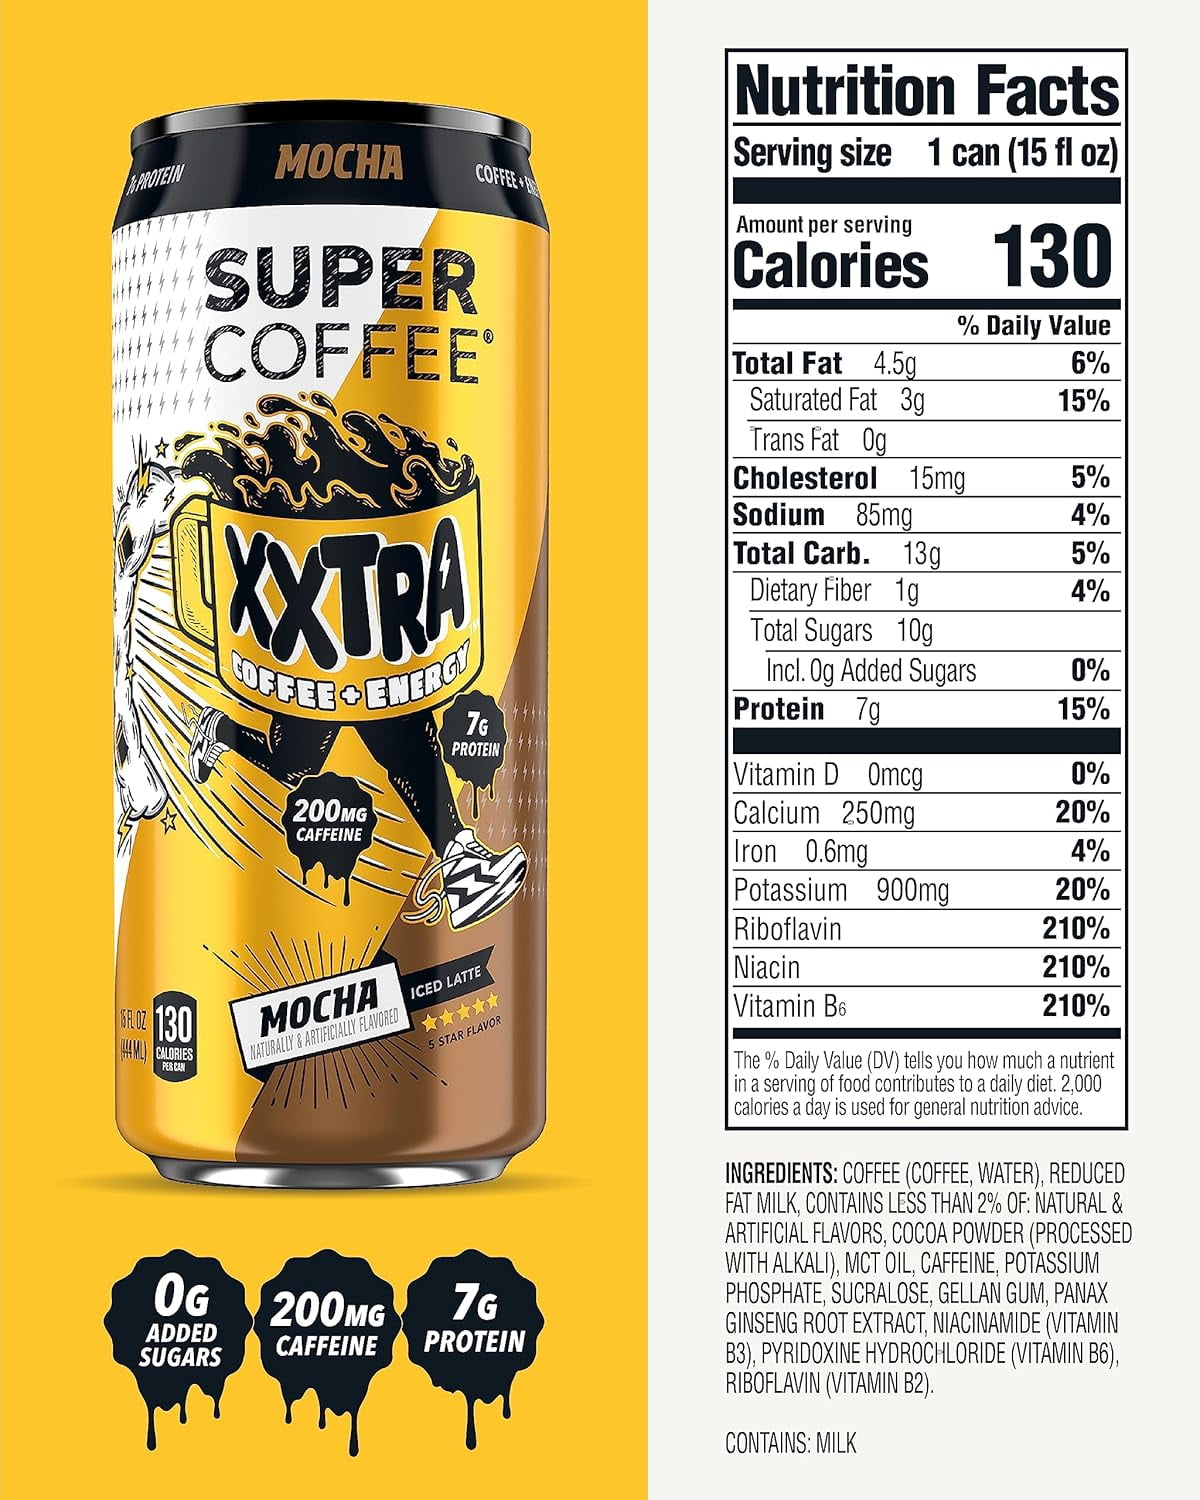 MOCHA
7G PROTEIN
COFFEE +
SUPER
COFFEE®
XXTRA
COFFEE + ENERGY
7G
PROTEIN
200MG
CAFFEINE
MOCHA
NATURALLY & ARTIFICIALLY FLAVORED
ICED LATTE
5 STAR FLAVOR
15 FL OZ
(444 ML)
130
CALORIES
PER CAN
0G
ADDED
SUGARS
200MG
CAFFEINE
7G
PROTEIN
Nutrition Facts
Serving size 1 can (15 fl oz)
Amount per serving
Calories 130
% Daily Value
Total Fat 4.5g 6%
Saturated Fat 3g 15%
Trans Fat 0g
Cholesterol 15mg 5%
Sodium 85mg 4%
Total Carb. 13g 5%
Dietary Fiber 1g 4%
Total Sugars 10g
Incl. 0g Added Sugars 0%
Protein 7g 15%
Vitamin D 0mcg 0%
Calcium 250mg 20%
Iron 0.6mg 4%
Potassium 900mg 20%
Riboflavin 210%
Niacin 210%
Vitamin B6 210%
The % Daily Value (DV) tells you how much a nutrient
in a serving of food contributes to a daily diet. 2,000
calories a day is used for general nutrition advice.
INGREDIENTS: COFFEE (COFFEE, WATER), REDUCED
FAT MILK, CONTAINS LESS THAN 2% OF: NATURAL &
ARTIFICIAL FLAVORS, COCOA POWDER (PROCESSED
WITH ALKALI), MCT OIL, CAFFEINE, POTASSIUM
PHOSPHATE, SUCRALOSE, GELLAN GUM, PANAX
GINSENG ROOT EXTRACT, NIACINAMIDE (VITAMIN
B3), PYRIDOXINE HYDROCHLORIDE (VITAMIN B6),
RIBOFLAVIN (VITAMIN B2).
CONTAINS: MILK